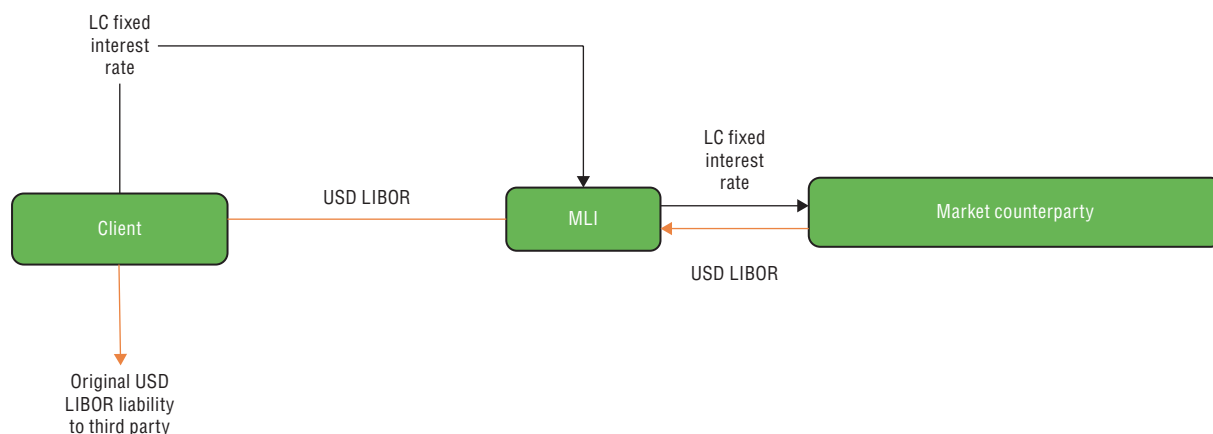 LC fixed
interest
rate
LC fixed
interest
rate
Client
USD LIBOR
MLI
Market counterparty
USD LIBOR
Original USD
LIBOR liability
to third party